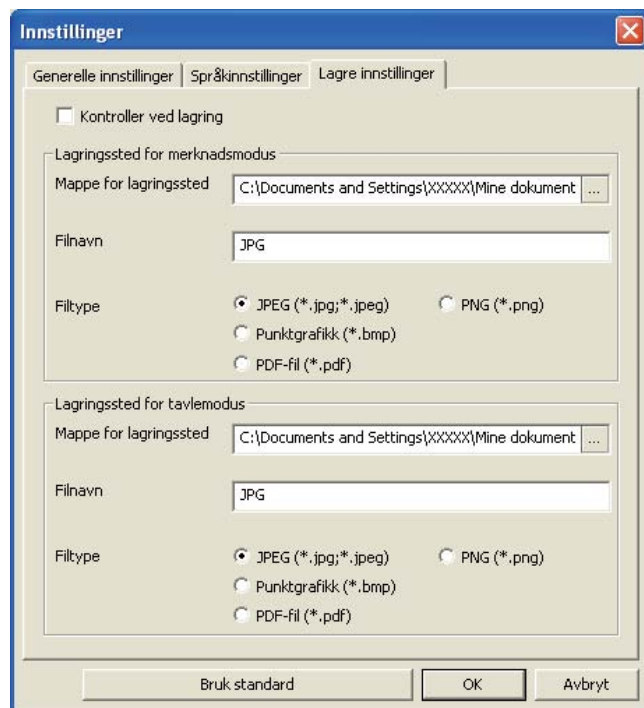 Innstillinger
Generelle innstillinger Språkinnstillinger Lagre innstillinger
Kontroller ved lagring
Lagringssted for merknadsmodus
Mappe for lagringssted C:\Documents and Settings\XXXXX\Mine dokument ...
Filnavn JPG
Filtype JPEG (*.jpg;*.jpeg) PNG (*.png)
Punktgrafikk (*.bmp)
PDF-fil (*.pdf)
Lagringssted for tavlemodus
Mappe for lagringssted C:\Documents and Settings\XXXXX\Mine dokument ...
Filnavn JPG
Filtype JPEG (*.jpg;*.jpeg) PNG (*.png)
Punktgrafikk (*.bmp)
PDF-fil (*.pdf)
Bruk standard OK Avbryt